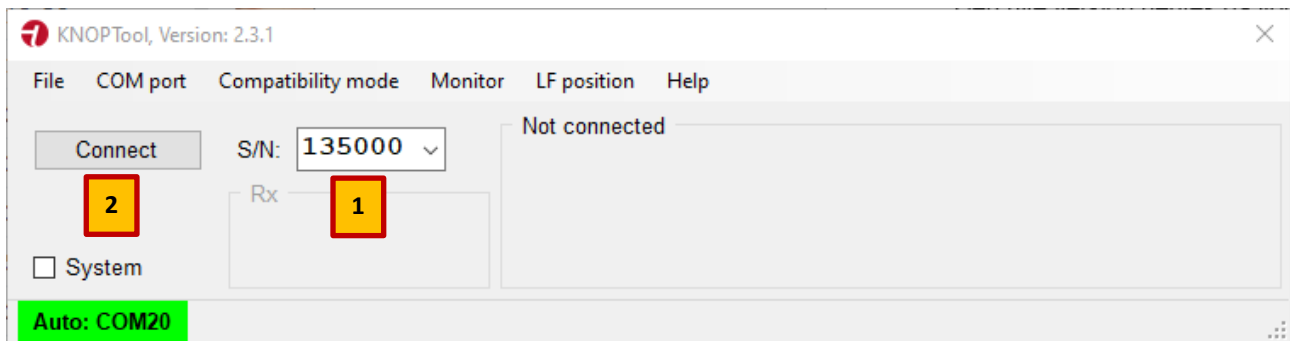 KNOPTool, Version: 2.3.1
File COM port Compatibility mode Monitor LF position Help
Connect S/N: 135000 Not connected
2 Rx 1
System
Auto: COM20